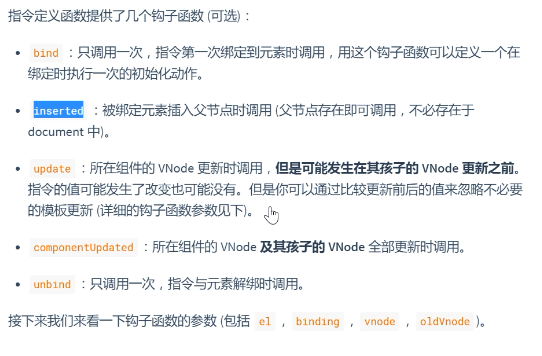 指令定义函数提供了几个钩子函数 (可选)：
• bind ：只调用一次，指令第一次绑定到元素时调用，用这个钩子函数可以定义一个在
绑定时执行一次的初始化动作。
• inserted ：被绑定元素插入父节点时调用 (父节点存在即可调用，不必存在于
document 中)。
• update ：所在组件的 VNode 更新时调用，但是可能发生在其孩子的 VNode 更新之前。
指令的值可能发生了改变也可能没有。但是你可以通过比较更新前后的值来忽略不必要
的模板更新 (详细的钩子函数参数见下)。
• componentUpdated ：所在组件的 VNode 及其孩子的 VNode 全部更新时调用。
• unbind ：只调用一次，指令与元素解绑时调用。
接下来我们来看一下钩子函数的参数 (包括 el ，binding ，vnode ，oldVnode )。